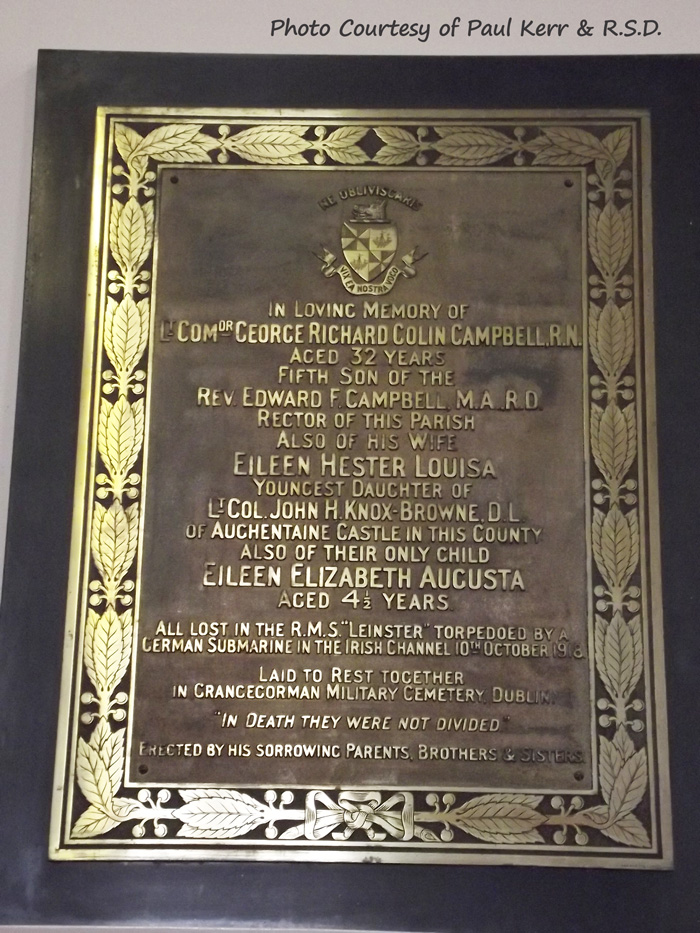 Photo Courtesy of Paul Kerr & R.S.D.
NE OBLIVISCARIS
VIX EA NOSTRA VOCO
IN LOVING MEMORY OF
LT COMDR GEORGE RICHARD COLIN CAMPBELL, R.N.
AGED 32 YEARS
FIFTH SON OF THE
REV. EDWARD F. CAMPBELL, M.A., R.D.
RECTOR OF THIS PARISH
ALSO OF HIS WIFE
EILEEN HESTER LOUISA
YOUNGEST DAUGHTER OF
LT COL. JOHN H. KNOX-BROWNE, D.L.
OF AUGHENTAINE CASTLE IN THIS COUNTY
ALSO OF THEIR ONLY CHILD
EILEEN ELIZABETH AUGUSTA
AGED 4½ YEARS.
ALL LOST IN THE R.M.S. "LEINSTER" TORPEDOED BY A
GERMAN SUBMARINE IN THE IRISH CHANNEL 10TH OCTOBER 1918.
LAID TO REST TOGETHER
IN GRANGEGORMAN MILITARY CEMETERY, DUBLIN.
"IN DEATH THEY WERE NOT DIVIDED"
ERECTED BY HIS SORROWING PARENTS, BROTHERS & SISTERS.